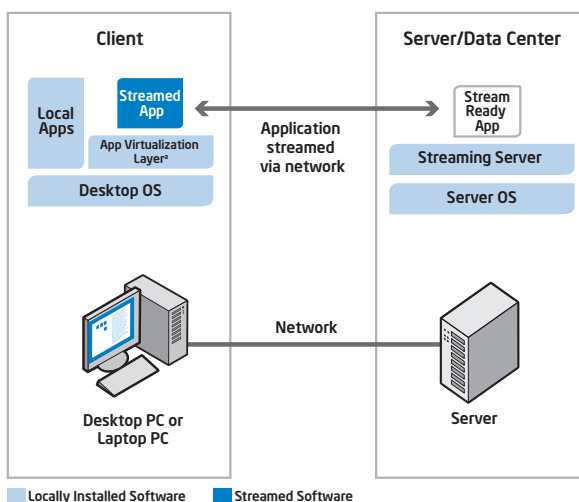 Client
Server/Data Center
Local
Apps
Streamed
App
App Virtualization
Layerª
Desktop OS
Application
streamed
via network
Stream
Ready
App
Streaming Server
Server OS
Network
Desktop PC or
Laptop PC
Server
Locally Installed Software
Streamed Software